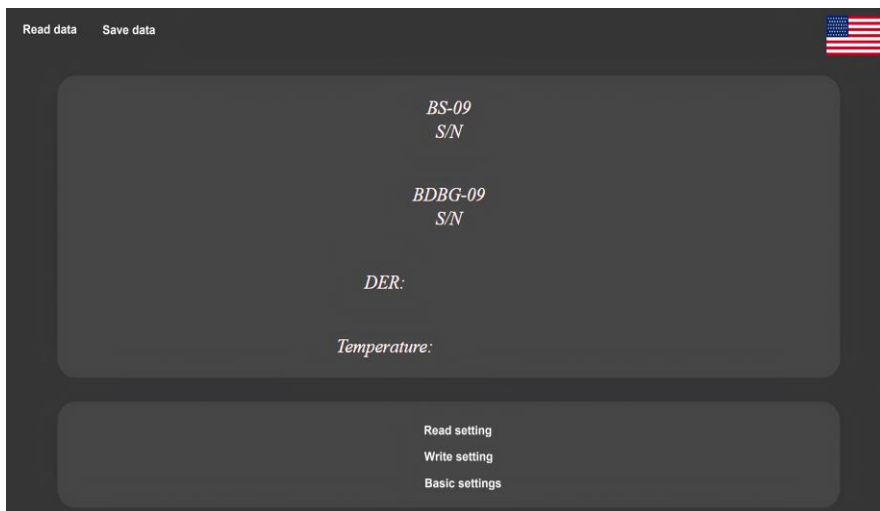 Read data Save data
BS-09
S/N
BDBG-09
S/N
DER:
Temperature:
Read setting
Write setting
Basic settings